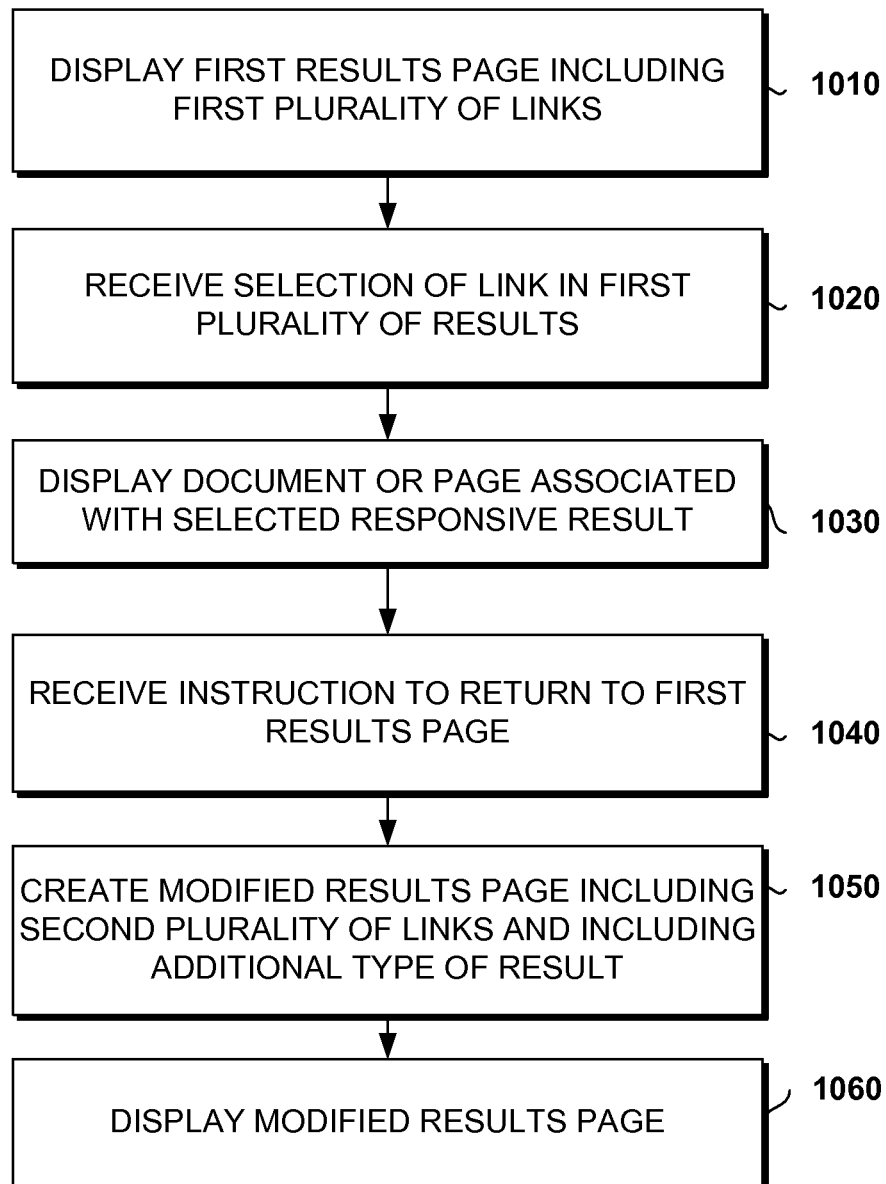 DISPLAY FIRST RESULTS PAGE INCLUDING
FIRST PLURALITY OF LINKS
1010
RECEIVE SELECTION OF LINK IN FIRST
PLURALITY OF RESULTS
1020
DISPLAY DOCUMENT OR PAGE ASSOCIATED
WITH SELECTED RESPONSIVE RESULT
1030
RECEIVE INSTRUCTION TO RETURN TO FIRST
RESULTS PAGE
1040
CREATE MODIFIED RESULTS PAGE INCLUDING
SECOND PLURALITY OF LINKS AND INCLUDING
ADDITIONAL TYPE OF RESULT
1050
DISPLAY MODIFIED RESULTS PAGE
1060